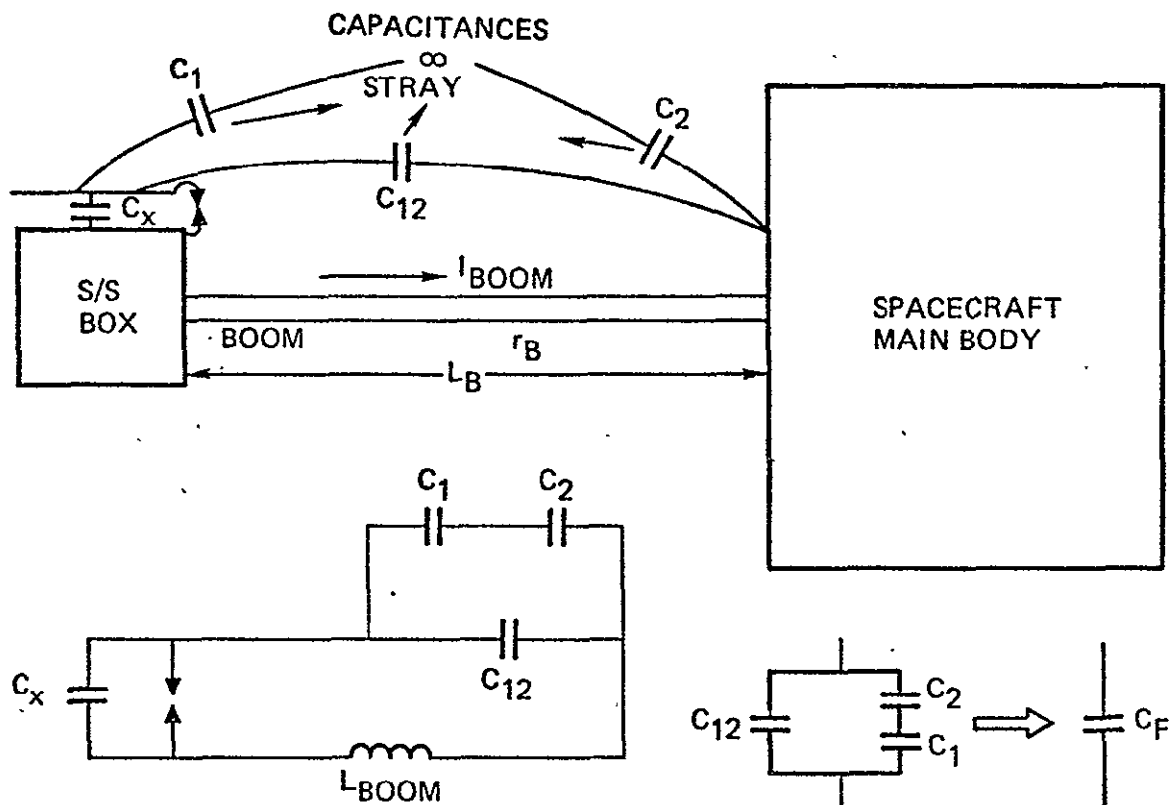 CAPACITANCES
∞
STRAY
C1
C2
C12
Cx
S/S
BOX
IBOOM
BOOM
rB
LB
SPACECRAFT
MAIN BODY
C1
C2
C12
Cx
LBOOM
C12
C2
C1
CF